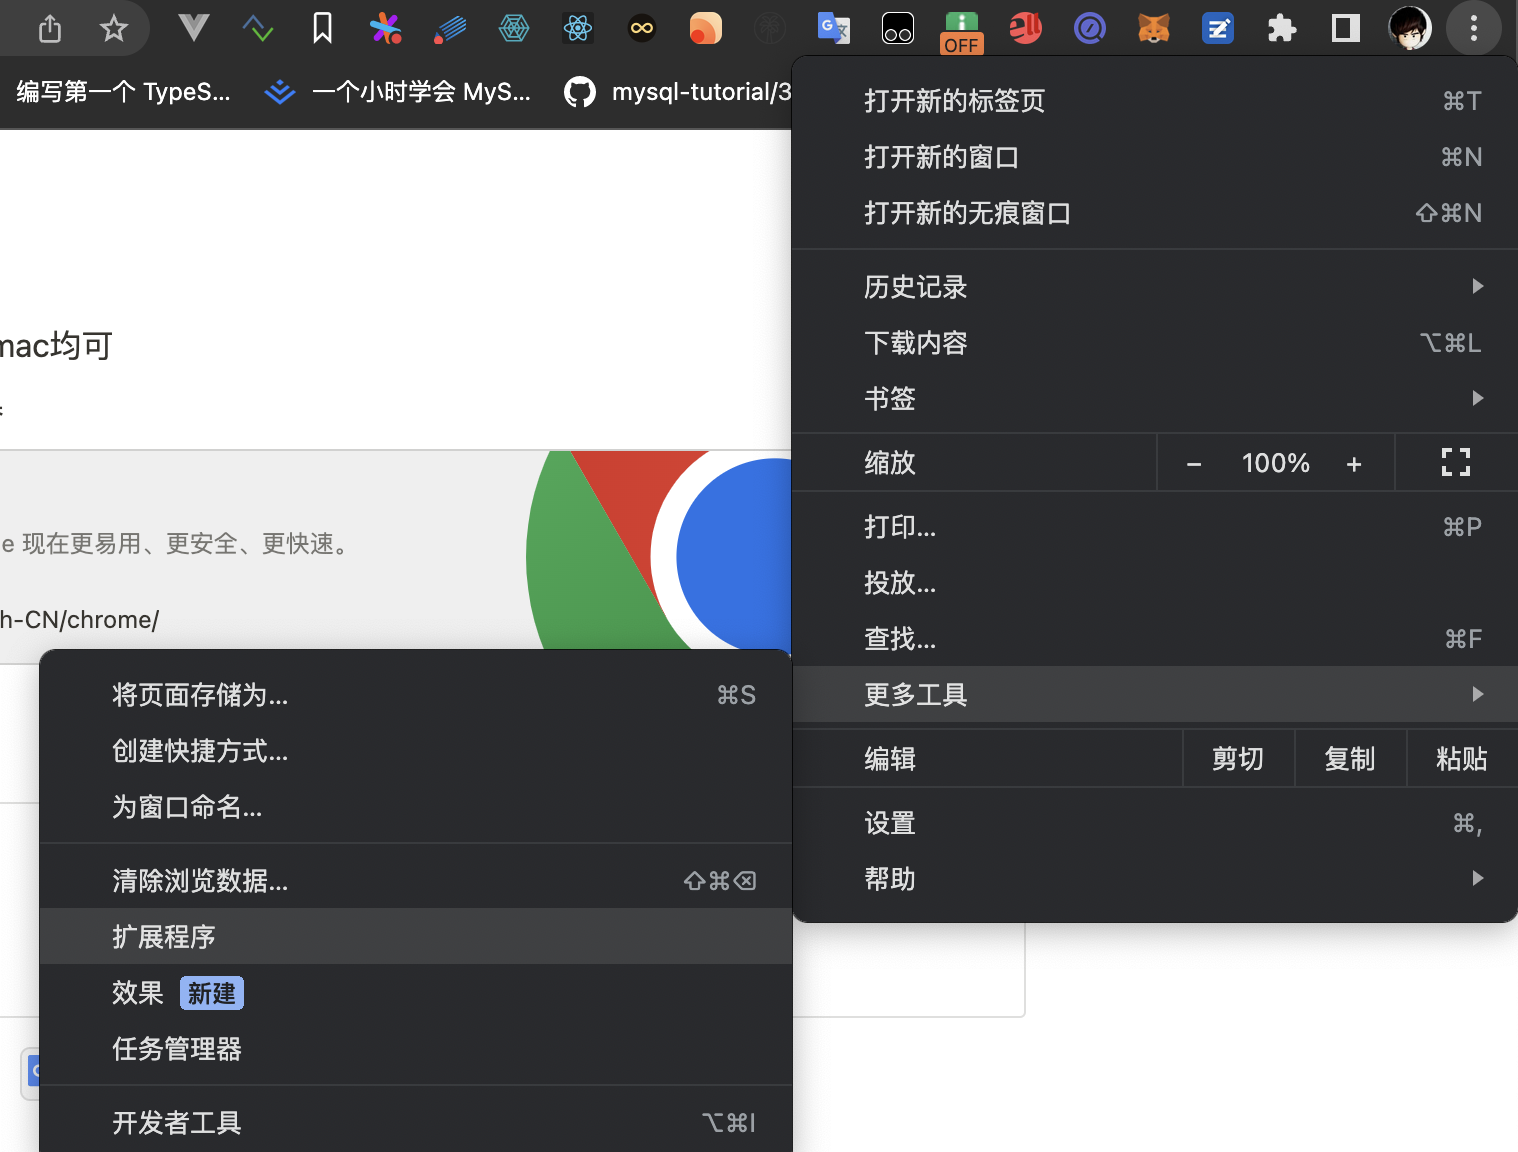 OFF
编写第一个 TypeS...
一个小时学会 MyS...
mysql-tutorial/3
打开新的标签页 ⌘T
打开新的窗口 ⌘N
打开新的无痕窗口 ⇧⌘N
历史记录
下载内容 ⌥⌘L
书签
缩放 − 100% +
打印... ⌘P
投放...
查找... ⌘F
更多工具
编辑 剪切 复制 粘贴
设置 ⌘,
帮助
mac均可
e 现在更易用、更安全、更快速。
h-CN/chrome/
将页面存储为... ⌘S
创建快捷方式...
为窗口命名...
清除浏览数据... ⇧⌘⌫
扩展程序
效果 新建
任务管理器
开发者工具 ⌥⌘I